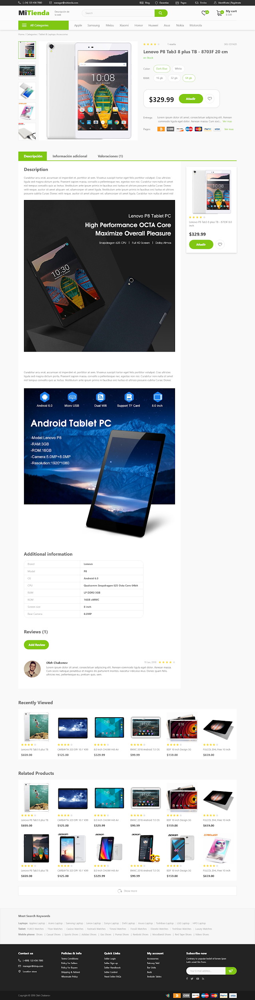 (+34) 123 456 7890 manager@mitienda.com Blog Garantias Pagos Envíos Identifícate | Regístrate
MiTienda
Descripción de
la web
Search
My cart
$ 0.00
All Categories Apple Samsung Meizu Xiaomi Honor Huawei Asus Nokia Motorola
Home / Categories / Tablet & Laptops Accecories
1 reseña SKU: ED1420
Lenovo P8 Tab3 8 plus TB - 8703F 20 cm
en Stock
Color: Dark Blue White
RAM: 16 gb 32 gb 64 gb
$329.99 Añadir
Entrega Lorem ipsum dolor sit amet, consectetuer adipiscing elit. Aenean
commodo ligula eget dolor. Aenean massa. Cum soci... Ver mas
Pagos COD DISCOVER Maestro PayPal VISA Ver mas
10:08
TECLAST
Descripción Información adicional Valoraciones (1)
Description
Curabitur arcu erat, accumsan id imperdiet et, porttitor at sem. Vivamus suscipit tortor eget felis porttitor volutpat. Cras ultricies
ligula sed magna dictum porta. Praesent sapien massa, convallis a pellentesque nec, egestas non nisi. Curabitur non nulla sit amet
nisl tempus convallis quis ac lectus. Vestibulum ante ipsum primis in faucibus orci luctus et ultrices posuere cubilia Curae; Donec
velit neque, auctor sit amet aliquam vel, ullamcorper sit amet ligula. Vestibulum ante ipsum primis in faucibus orci luctus et ultrices
posuere cubilia Curae; Donec velit neque, auctor sit amet aliquam vel, ullamcorper sit amet ligula. Curabitur non nulla sit amet nisl
10:08
Lenovo P8 Tab3 8 plus TB - 8703F 8.0
inch
$329.99
Añadir
Lenovo P8 Tablet PC
High Performance OCTA Core
Maximize Overall Pleasure
Snapdragon 625 CPU | Full HD Screen | Dolby Atmos
10:30
Curabitur arcu erat, accumsan id imperdiet et, porttitor at sem. Vivamus suscipit tortor eget felis porttitor volutpat. Cras ultricies
ligula sed magna dictum porta. Praesent sapien massa, convallis a pellentesque nec, egestas non nisi. Curabitur non nulla sit amet
nisl tempus convallis quis ac lectus. Vestibulum ante ipsum primis in faucibus orci luctus et ultrices posuere cubilia Curae; Donec
Android 6.0 Micro USB Dual Wifi Support TF Card 8.0 inch
Android Tablet PC
-Model:Lenovo P8
-RAM:3GB
-ROM:16GB
-Camera:5.0MP+8.0MP
-Resolution:1920*1080
Additional information
Brand Lenovo
Model P8
OS Android 6.0
CPU Qualcomm Snapdragon 625 Octa Core 64bit
RAM LP DDR3 3GB
ROM 16GB eMMC
Screen size 8 inch
Rear Camera 8.0MP
Reviews (1)
Add Review
Oleh Chabanov 19 Jan, 2018
Lorem ipsum dolor sit amet, consectetuer adipiscing elit. Aenean commodo ligula eget dolor. Aenean massa.
Cum sociis natoque penatibus et magnis dis parturient montes, nascetur ridiculus mus. Donec quam felis,
ultricies nec, pellentesque eu, pretium quis, sem.
Recently Viewed
7:45 11:00 5:10
Lenovo P8 Tab3 8 plus TB CARBAYTA 320 DPI 10.1' K99 8.0 Inch CHUWI Hi8 Air BMXC 2018 Android 7.0 OS BDF 10 inch Design 3G FULCOL DHL Free 10 inch
$659.00 $125.00 $329.99 $99.99 $159.00 $659.00
Related Products
7:45 11:00 5:10
Lenovo P8 Tab3 8 plus TB CARBAYTA 320 DPI 10.1' K99 8.0 Inch CHUWI Hi8 Air BMXC 2018 Android 7.0 OS BDF 10 inch Design 3G FULCOL DHL Free 10 inch
$659.00 $125.00 $329.99 $99.99 $159.00 $659.00
aoson aoson aoson TECLAST
3G 4G
Lenovo P8 Tab3 8 plus TB CARBAYTA 320 DPI 10.1' K99 8.0 Inch CHUWI Hi8 Air BMXC 2018 Android 7.0 OS BDF 10 inch Design 3G FULCOL DHL Free 10 inch
$659.00 $125.00 $329.99 $99.99 $159.00 $659.00
Show more
Most Search Keywords
Laptops: Appleo Laptop | Acero Laptop | Samsing Laptop | Lenov Laptop | Sonyo Laptop | Delli Laptop | Asuso Laptop | Toshibao Laptop | LGG Laptop | HPO Laptop
Tablet: FUKIO Watches | Titan Watches | Casioo Watches | Fastrack Watches | Timexi Watches | Fossili Watches | Dieselo Watches | Toshibao Watches | Luxury Watches
Mobile phone: Shoes | Casual Shoes | Sports Shoes | Adidasi Shoes | Gas Shoes | Pumai Shoes | Reeboki Shoes | Woodlandi Shoes | Red Tape Shoes | Nikeo Shoes
Contact us Policies & Info Quick Links My account Subscribe now
(+800) 123 456 7890
manager@shop.com
Location store
Terms Conditions
Policy for Sellers
Policy for Buyers
Shipping & Refund
Wholesale Policy
Seller Login
Seller Sign up
Seller Handbook
Seller Control
Panel Seller FAQs
Accessories
Balcony Tabl
Bar Units
Beds
Bedside Tables
Contrary to popular belief of lorem Ipsm
Latin amet Itin from.
Your E-mail address...
Copyright © 2018 Oleh Chabanov
COD DISCOVER Maestro PayPal VISA